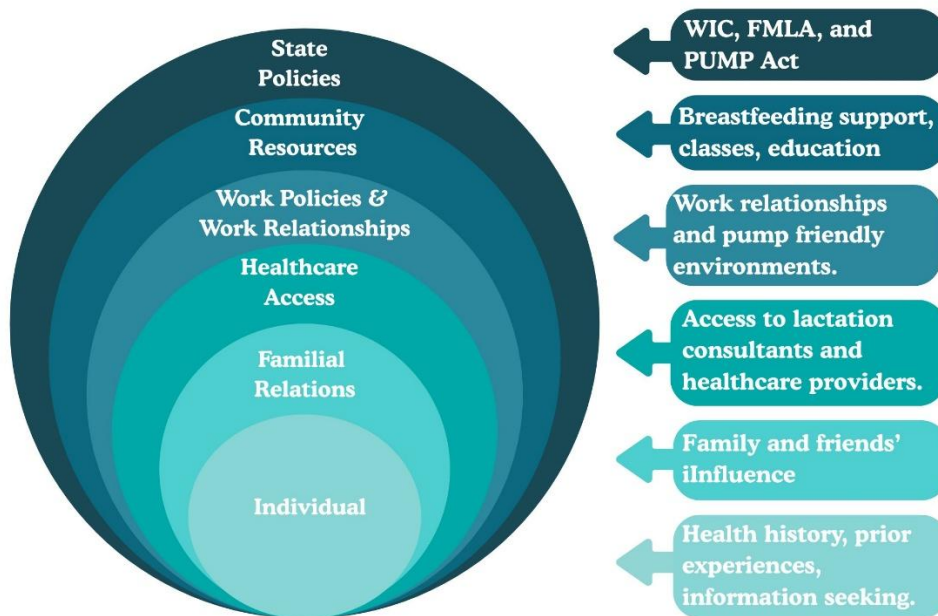 State
Policies
Community
Resources
Work Policies &
Work Relationships
Healthcare
Access
Familial
Relations
Individual
WIC, FMLA, and
PUMP Act
Breastfeeding support,
classes, education
Work relationships
and pump friendly
environments.
Access to lactation
consultants and
healthcare providers.
Family and friends’
iInfluence
Health history, prior
experiences,
information seeking.